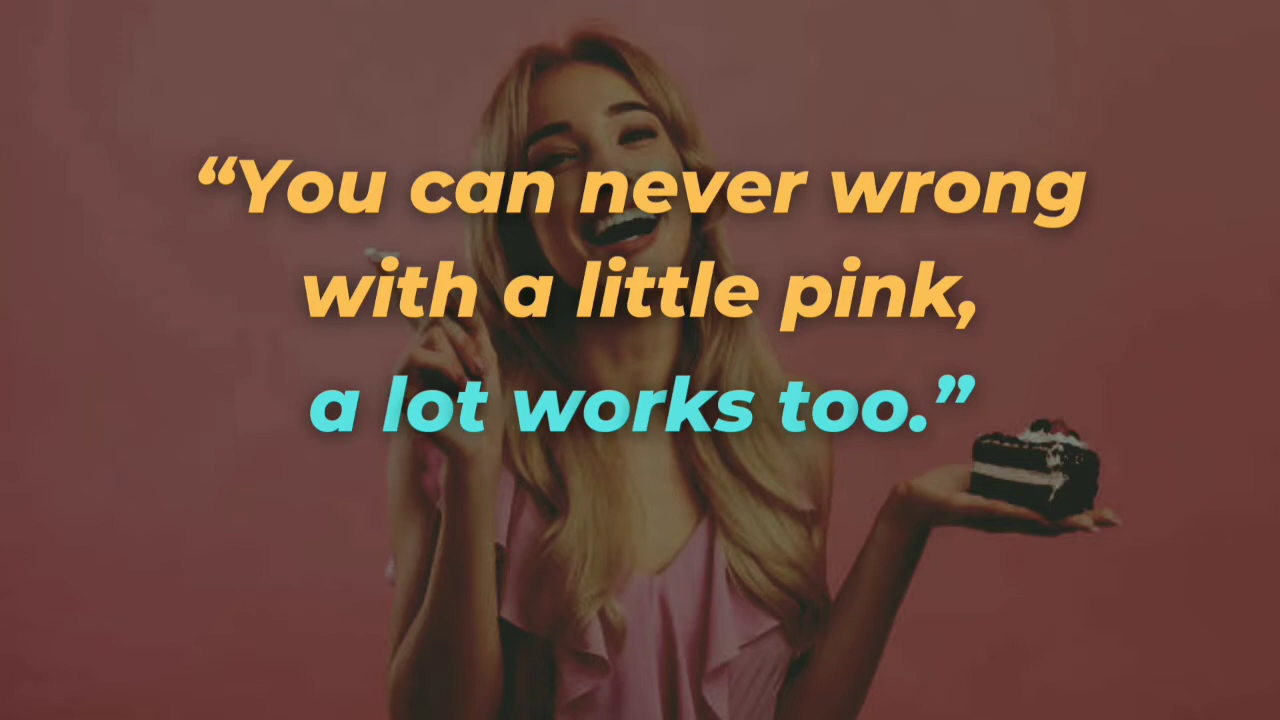 “You can never wrong
with a little pink,
a lot works too.”